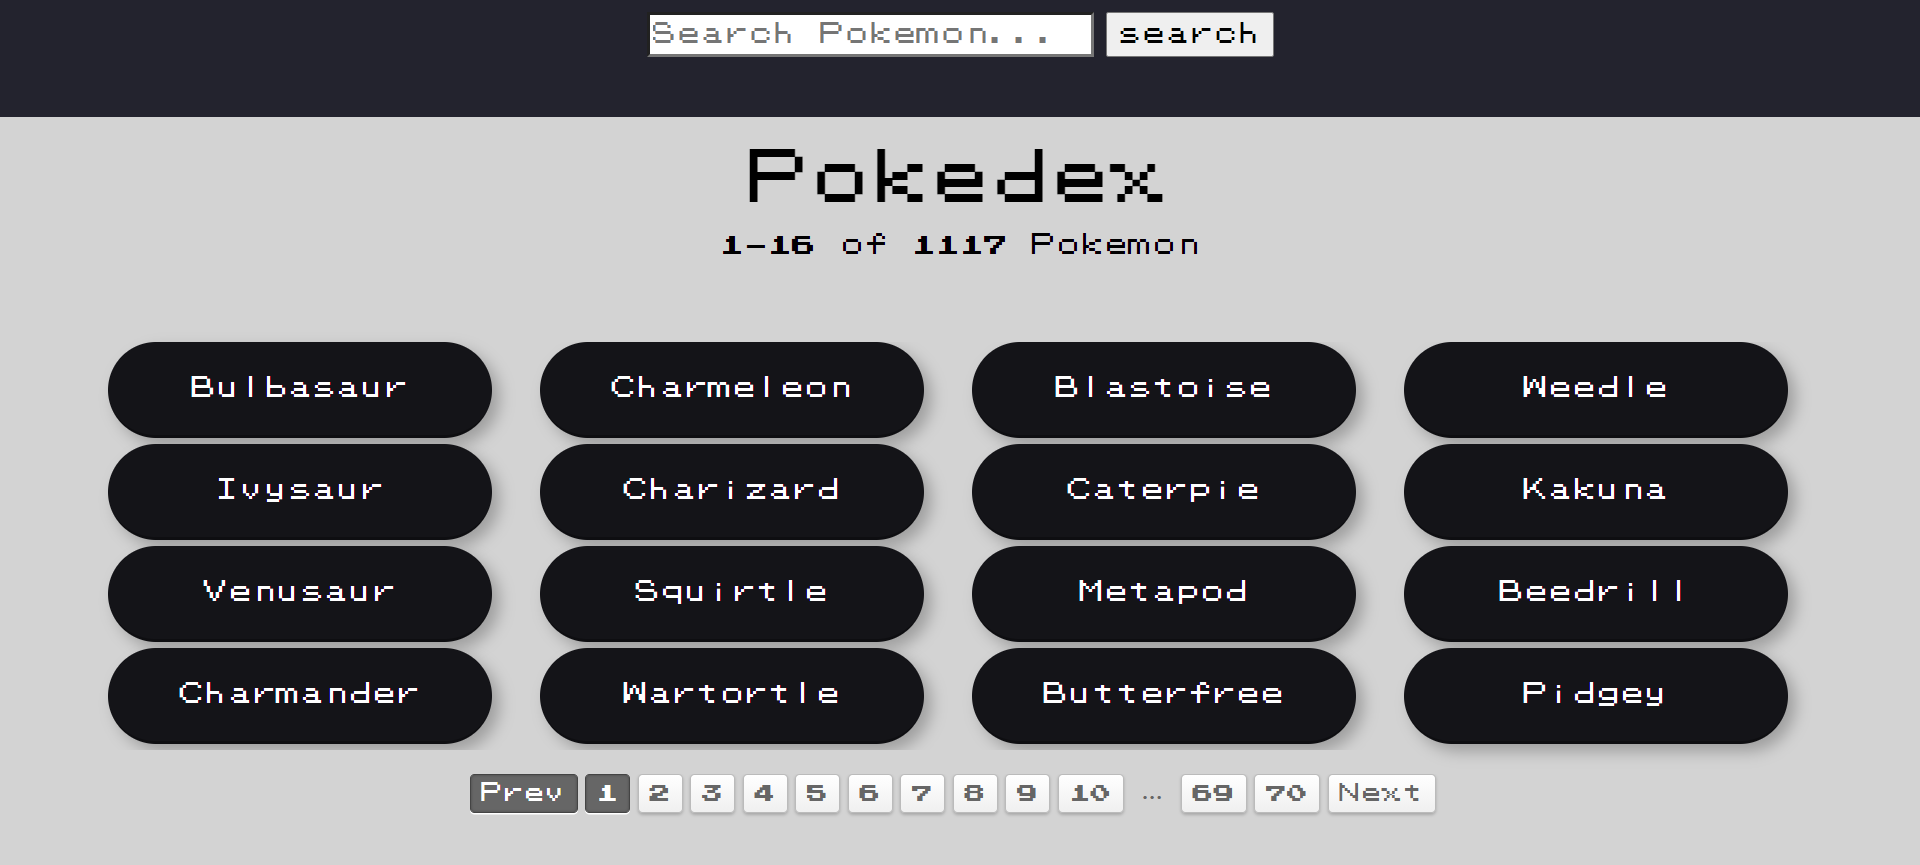 Search Pokemon... search
Pokedex
1-16 of 1117 Pokemon
Bulbasaur Charmeleon Blastoise Weedle
Ivysaur Charizard Caterpie Kakuna
Venusaur Squirtle Metapod Beedrill
Charmander Wartortle Butterfree Pidgey
Prev 1 2 3 4 5 6 7 8 9 10 ... 69 70 Next